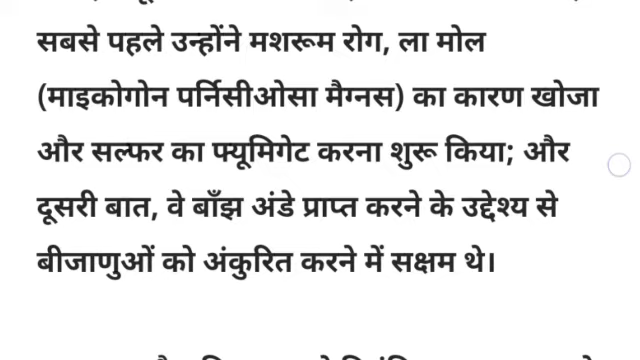 सबसे पहले उन्होंने मशरूम रोग, ला मोल
(माइकोगोन पर्निसीओसा मैग्नस) का कारण खोजा
और सल्फर का फ्यूमिगेट करना शुरू किया; और
दूसरी बात, वे बाँझ अंडे प्राप्त करने के उद्देश्य से
बीजाणुओं को अंकुरित करने में सक्षम थे।